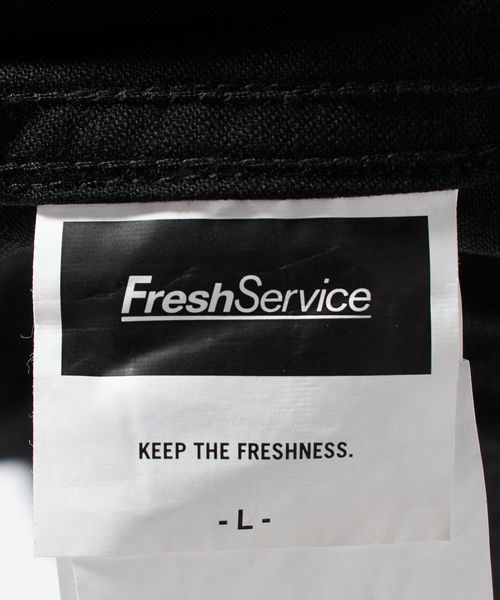 FreshService
KEEP THE FRESHNESS.
- L -